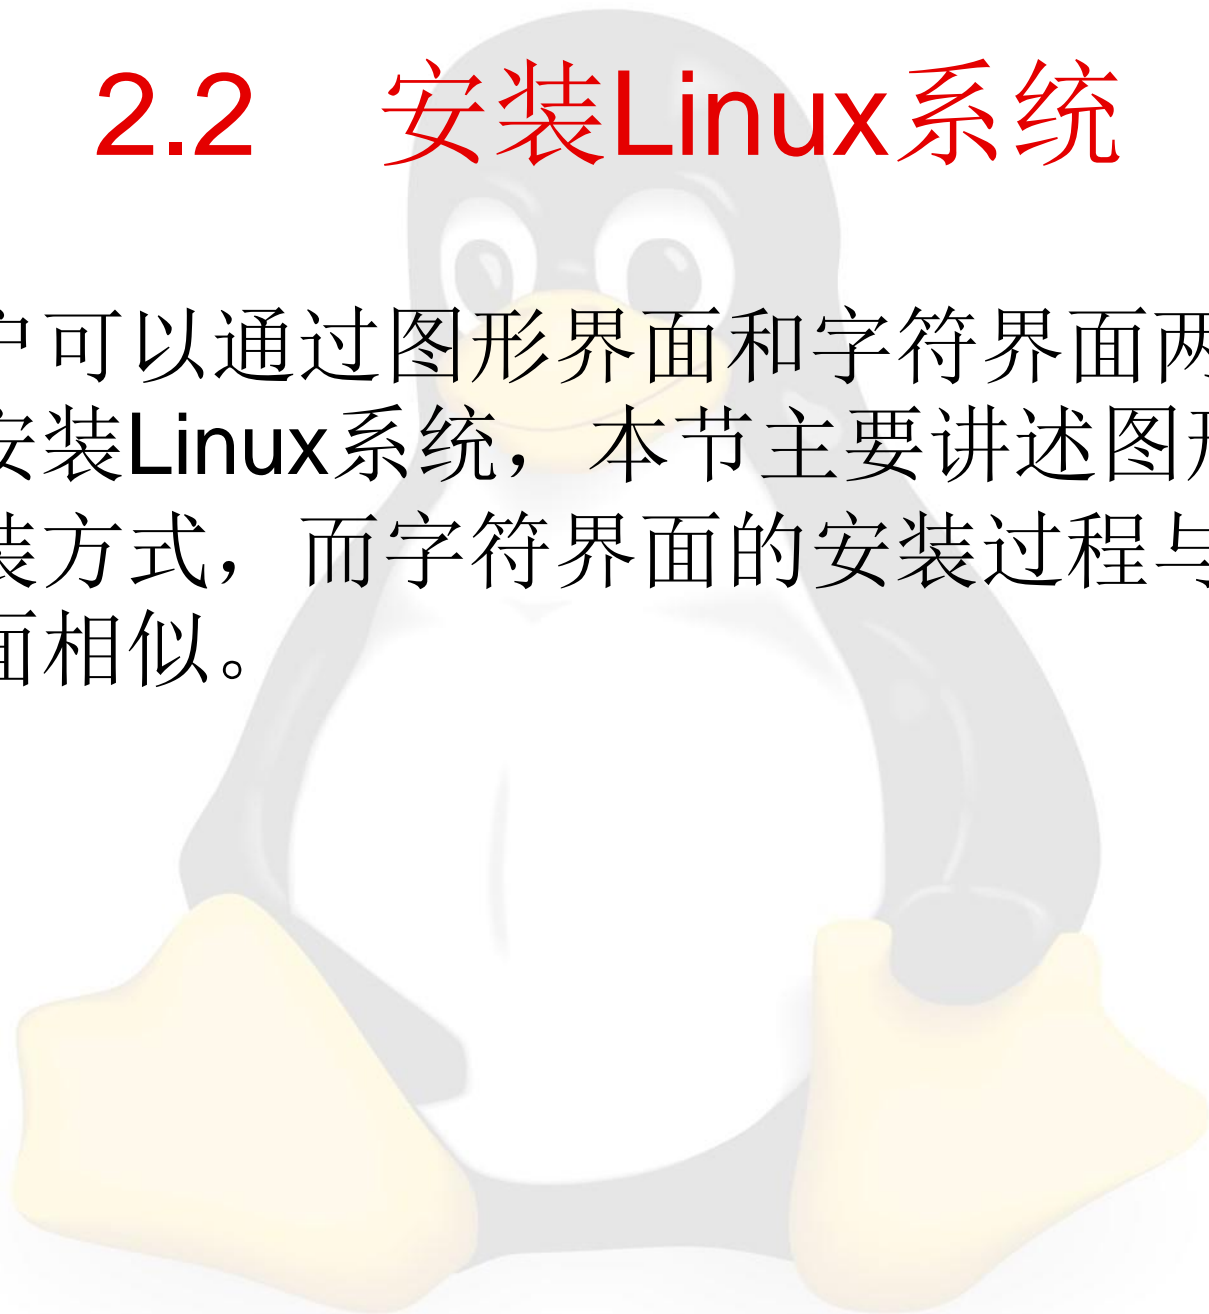 2.2 安装Linux系统
户可以通过图形界面和字符界面两
安装Linux系统，本节主要讲述图形
装方式，而字符界面的安装过程与
面相似。